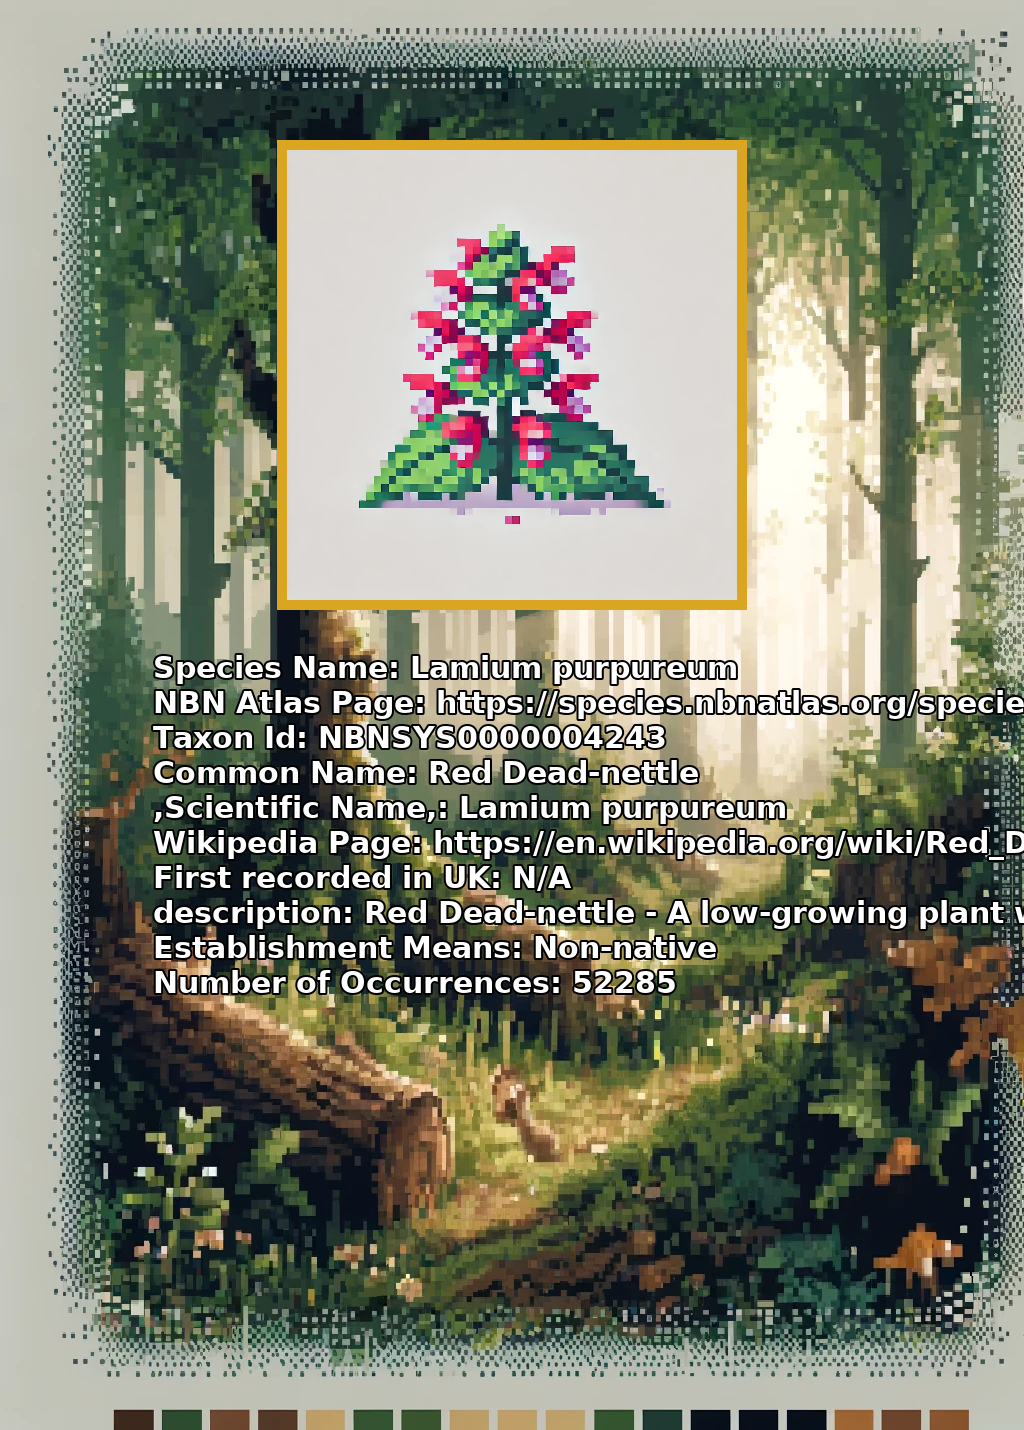 Species Name: Lamium purpureum
NBN Atlas Page: https://species.nbnatlas.org/specie
Taxon Id: NBNSYS0000004243
Common Name: Red Dead-nettle
,Scientific Name,: Lamium purpureum
Wikipedia Page: https://en.wikipedia.org/wiki/Red_D
First recorded in UK: N/A
description: Red Dead-nettle - A low-growing plant w
Establishment Means: Non-native
Number of Occurrences: 52285